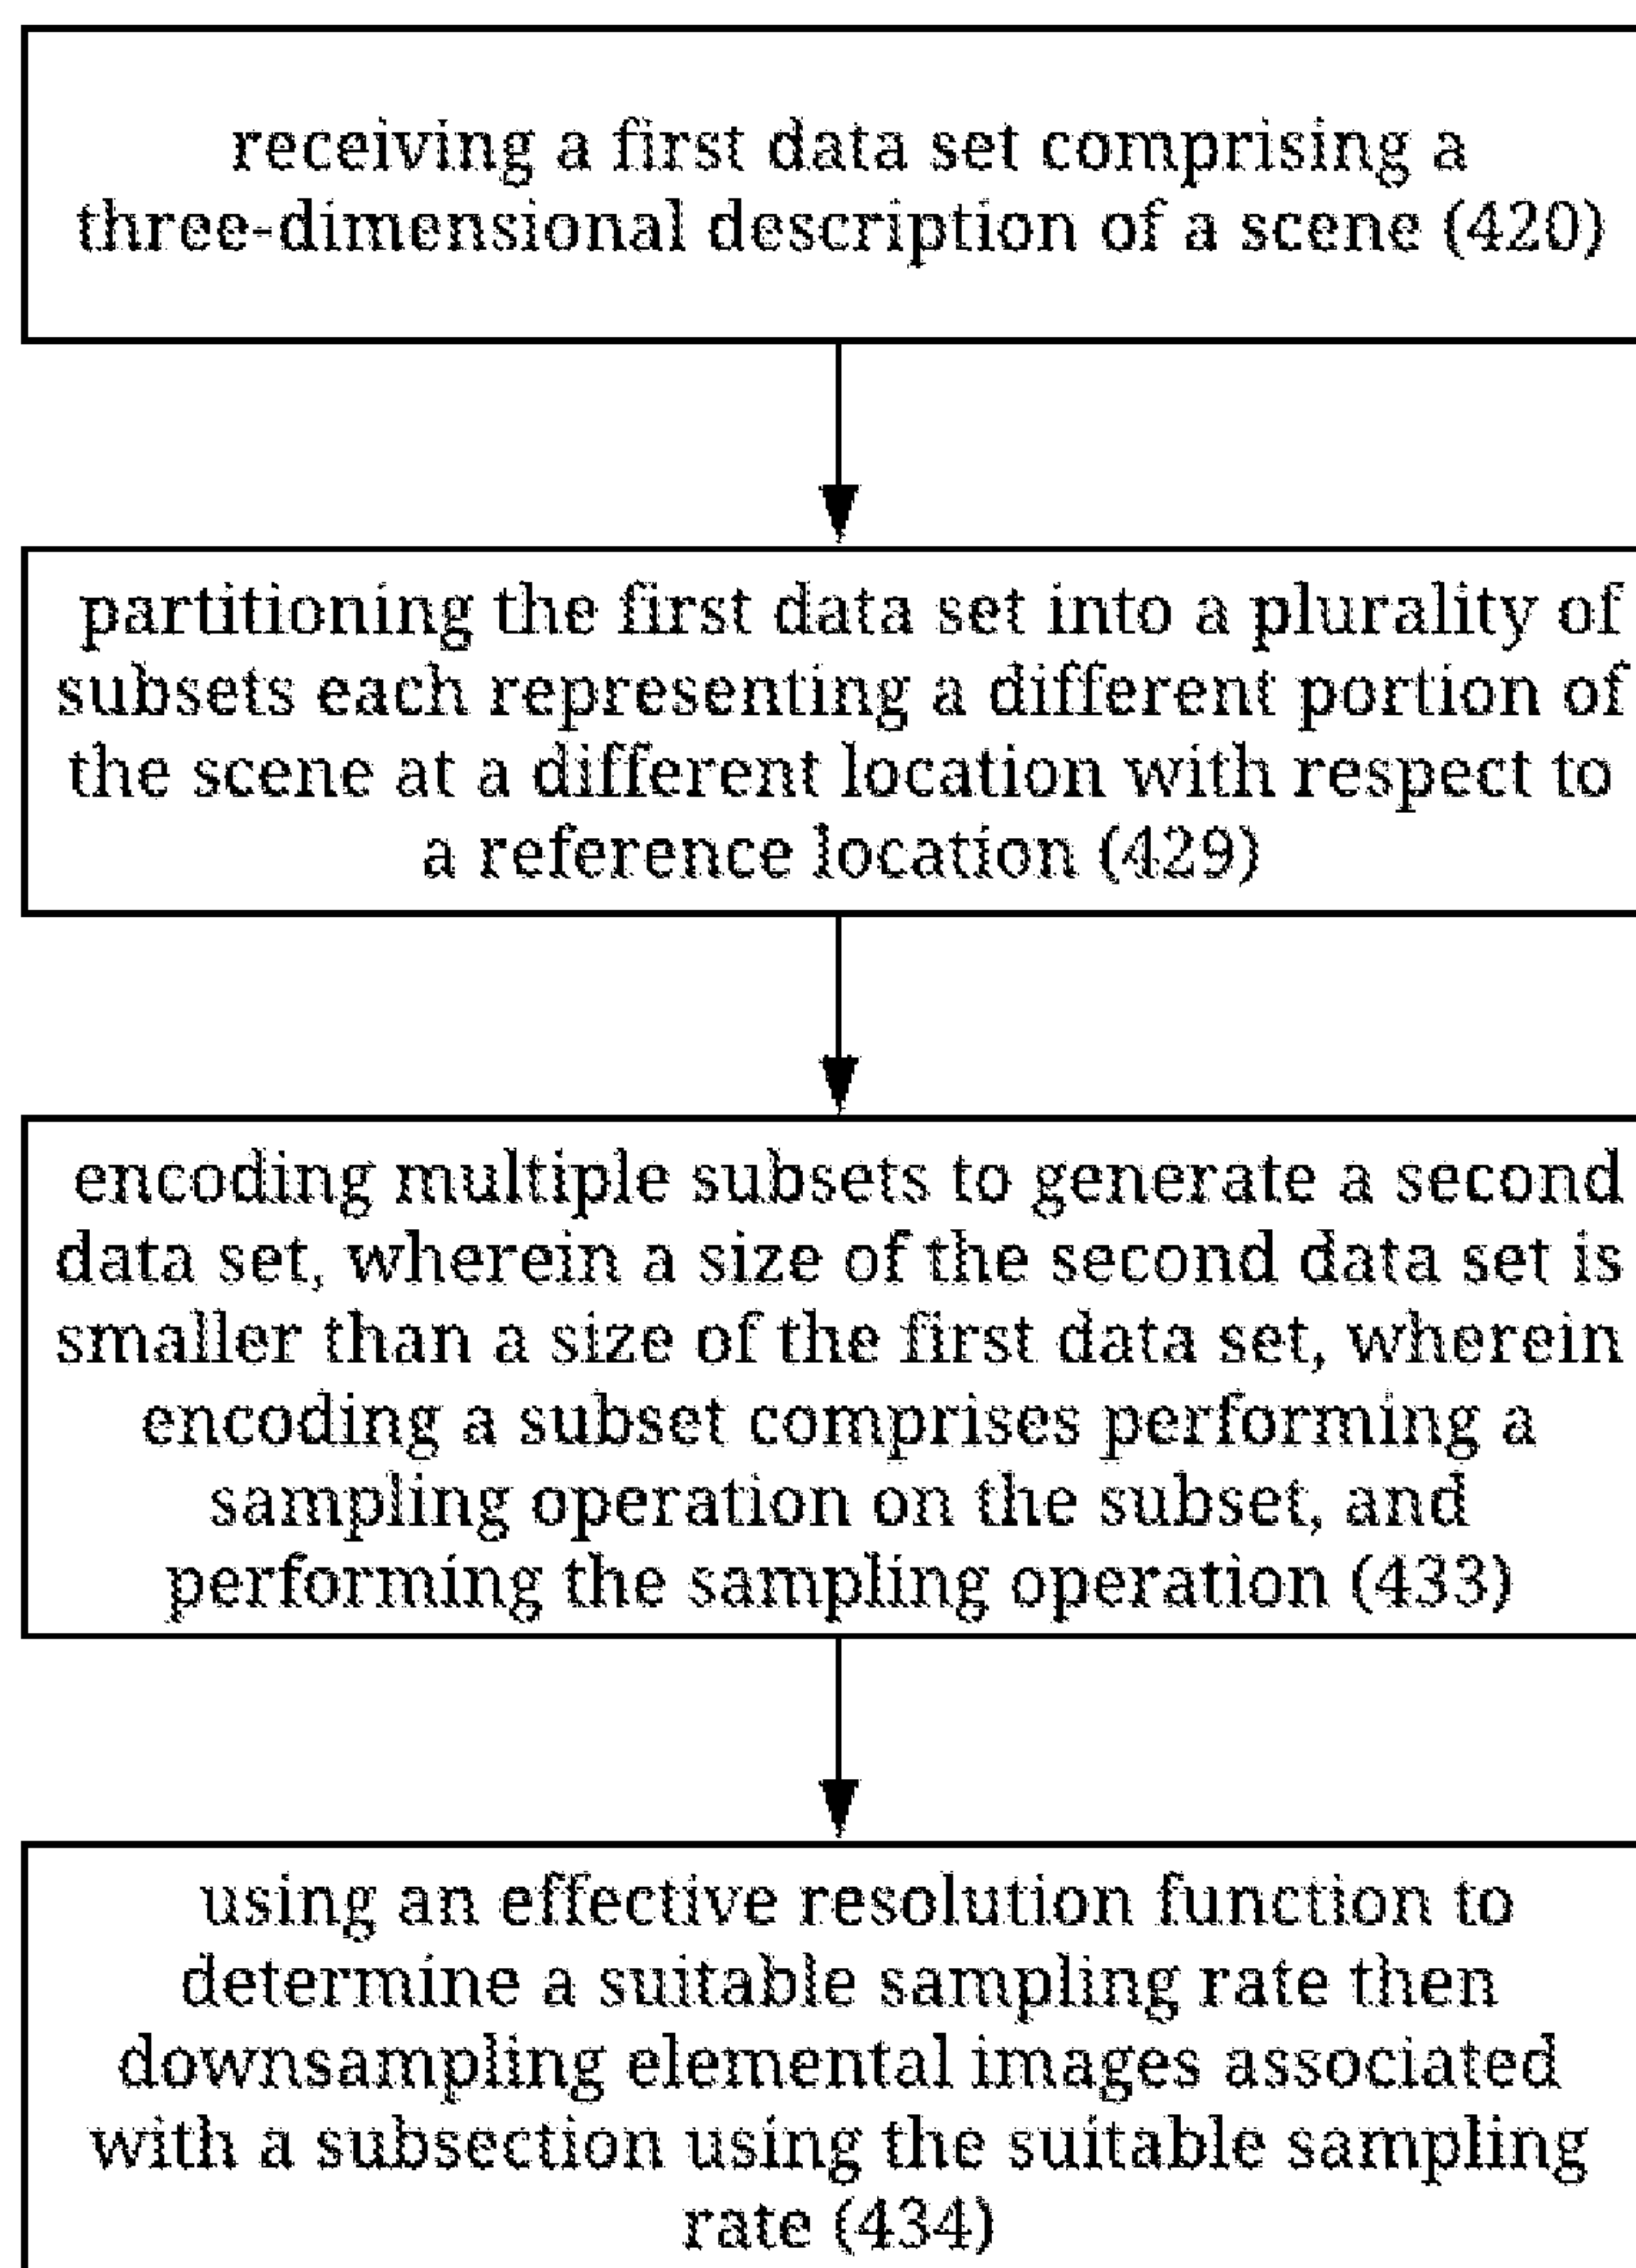 receiving a first data set comprising a
three-dimensional description of a scene (420)
partitioning the first data set into a plurality of
subsets each representing a different portion of
the scene at a different location with respect to
a reference location (429)
encoding multiple subsets to generate a second
data set, wherein a size of the second data set is
smaller than a size of the first data set, wherein
encoding a subset comprises performing a
sampling operation on the subset, and
performing the sampling operation (433)
using an effective resolution function to
determine a suitable sampling rate then
downsampling elemental images associated
with a subsection using the suitable sampling
rate (434)